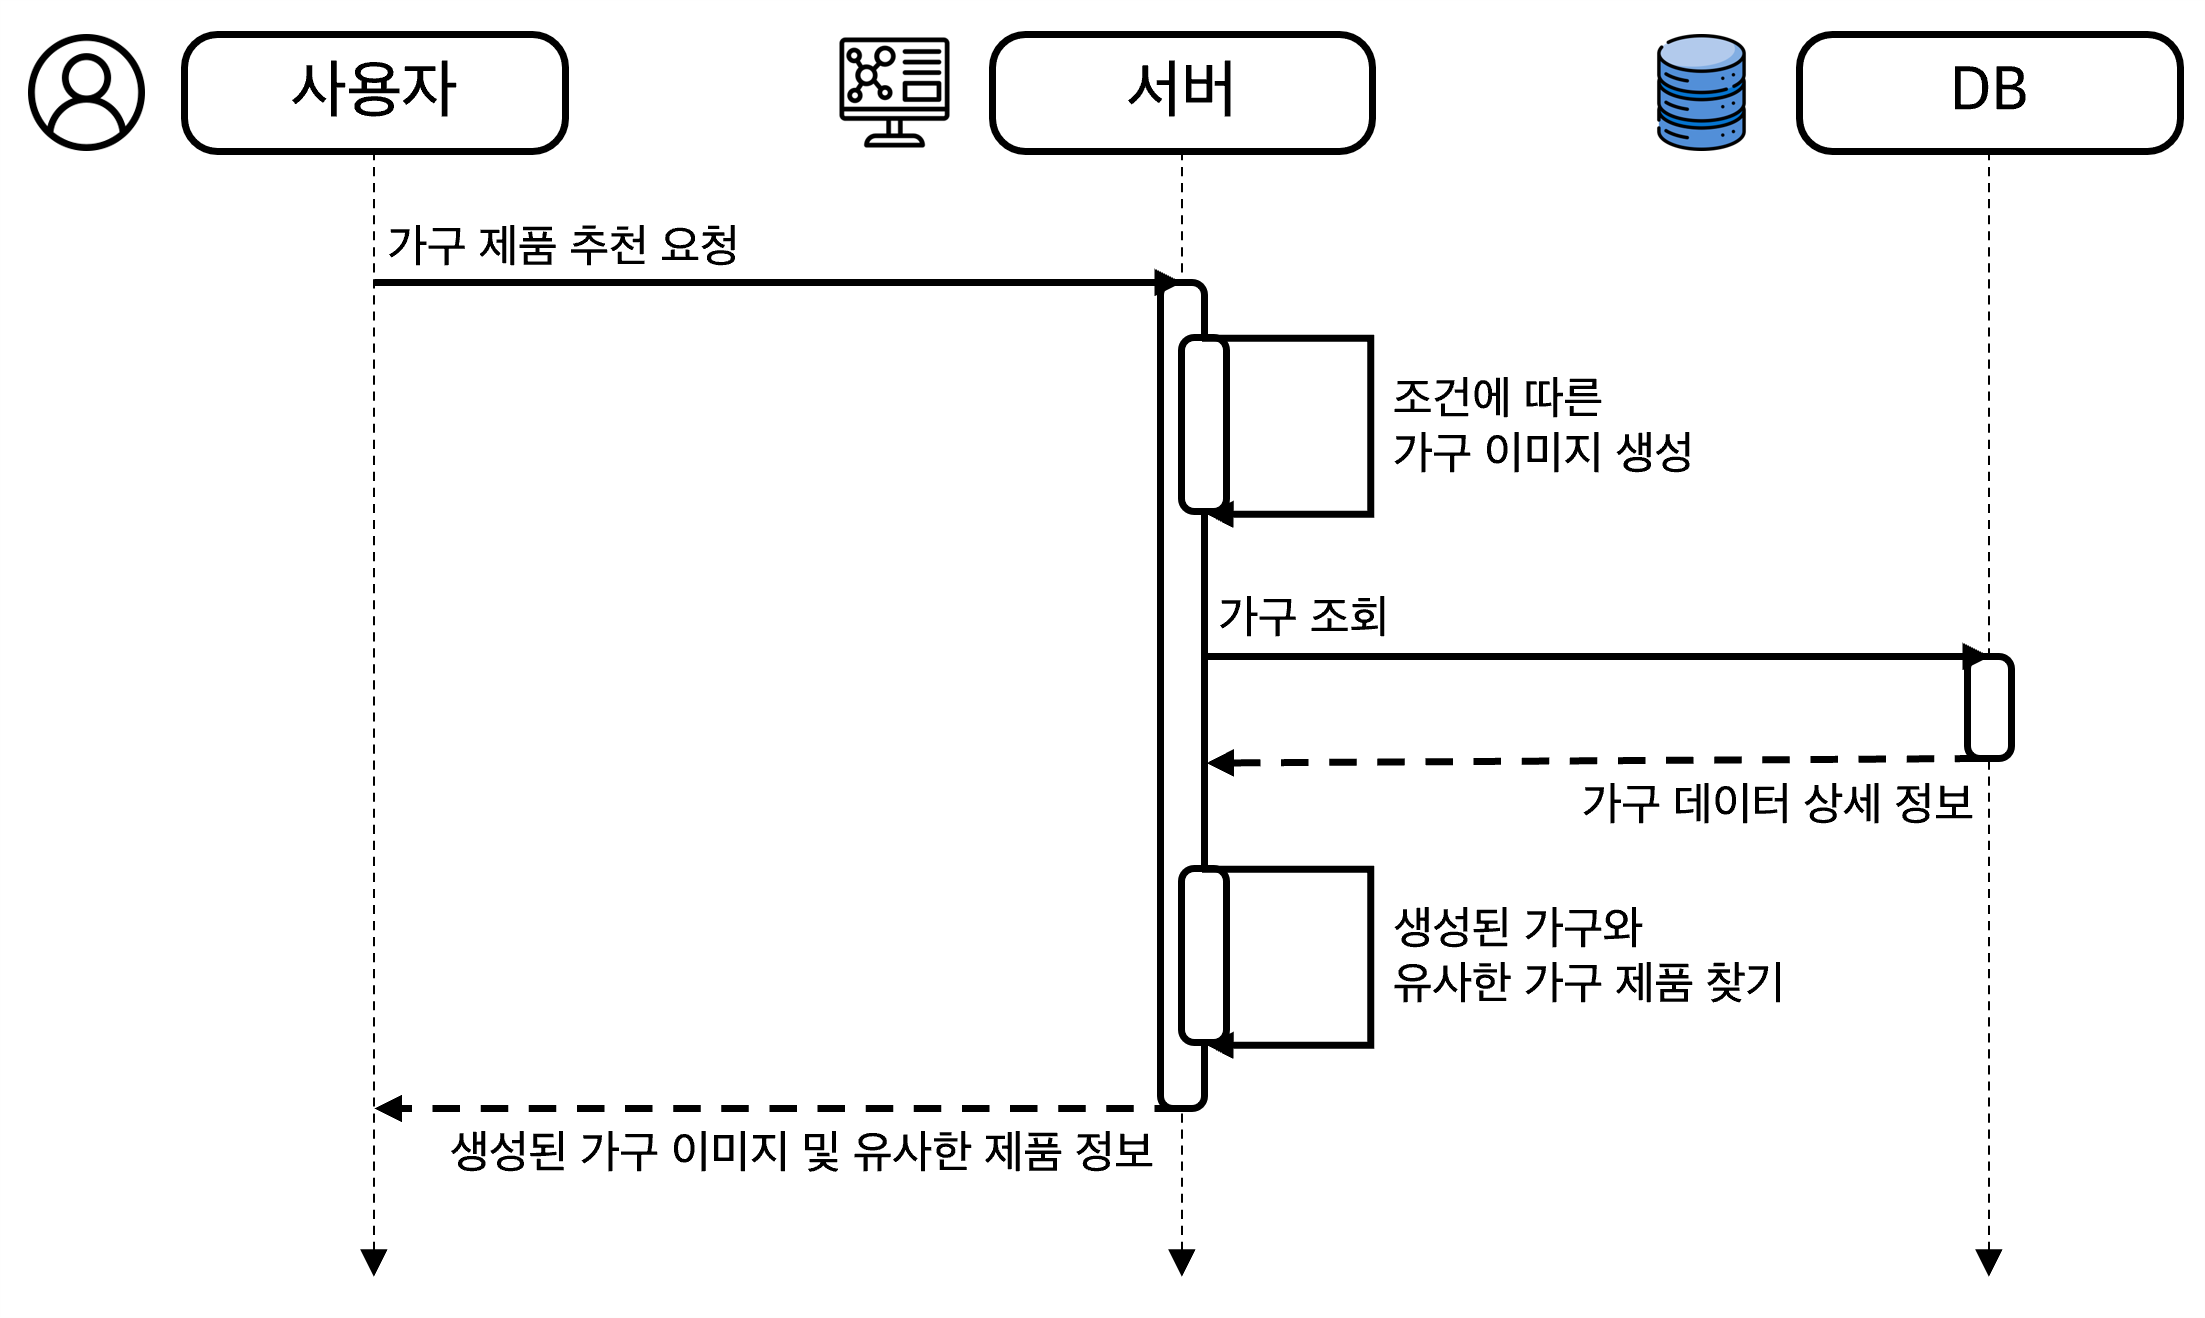 사용자
서버
DB
가구 제품 추천 요청
조건에 따른
가구 이미지 생성
가구 조회
가구 데이터 상세 정보
생성된 가구와
유사한 가구 제품 찾기
생성된 가구 이미지 및 유사한 제품 정보